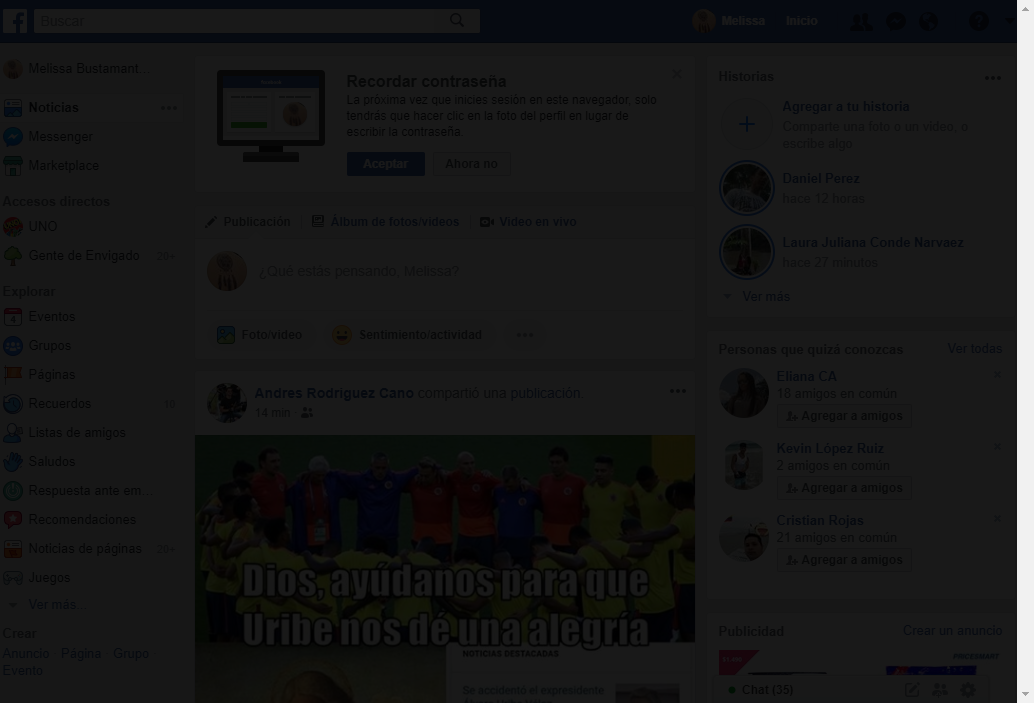 Buscar
Melissa
Inicio
Melissa Bustamant...
Noticias
Messenger
Marketplace
Accesos directos
UNO
Gente de Envigado 20+
Explorar
Eventos
Grupos
Páginas
Recuerdos 10
Listas de amigos
Saludos
Respuesta ante em...
Recomendaciones
Noticias de páginas 20+
Juegos
Ver más...
Crear
Anuncio Página Grupo
Evento
Recordar contraseña
La próxima vez que inicies sesión en este navegador, solo
tendrás que hacer clic en la foto del perfil en lugar de
escribir la contraseña.
Aceptar Ahora no
Publicación Álbum de fotos/videos Video en vivo
¿Qué estás pensando, Melissa?
Foto/video Sentimiento/actividad
Andres Rodríguez Cano compartió una publicación.
14 min
Dios, ayúdanos para que
Uribe nos dé una alegría
NOTICIAS DESTACADAS
Se accidentó el expresidente
Historias
Agregar a tu historia
Comparte una foto o un video, o
escribe algo
Daniel Perez
hace 12 horas
Laura Juliana Conde Narvaez
hace 27 minutos
Ver más
Personas que quizá conozcas Ver todas
Eliana CA
18 amigos en común
Agregar a amigos
Kevin López Ruiz
2 amigos en común
Agregar a amigos
Cristian Rojas
21 amigos en común
Agregar a amigos
Publicidad Crear un anuncio
Chat (35)